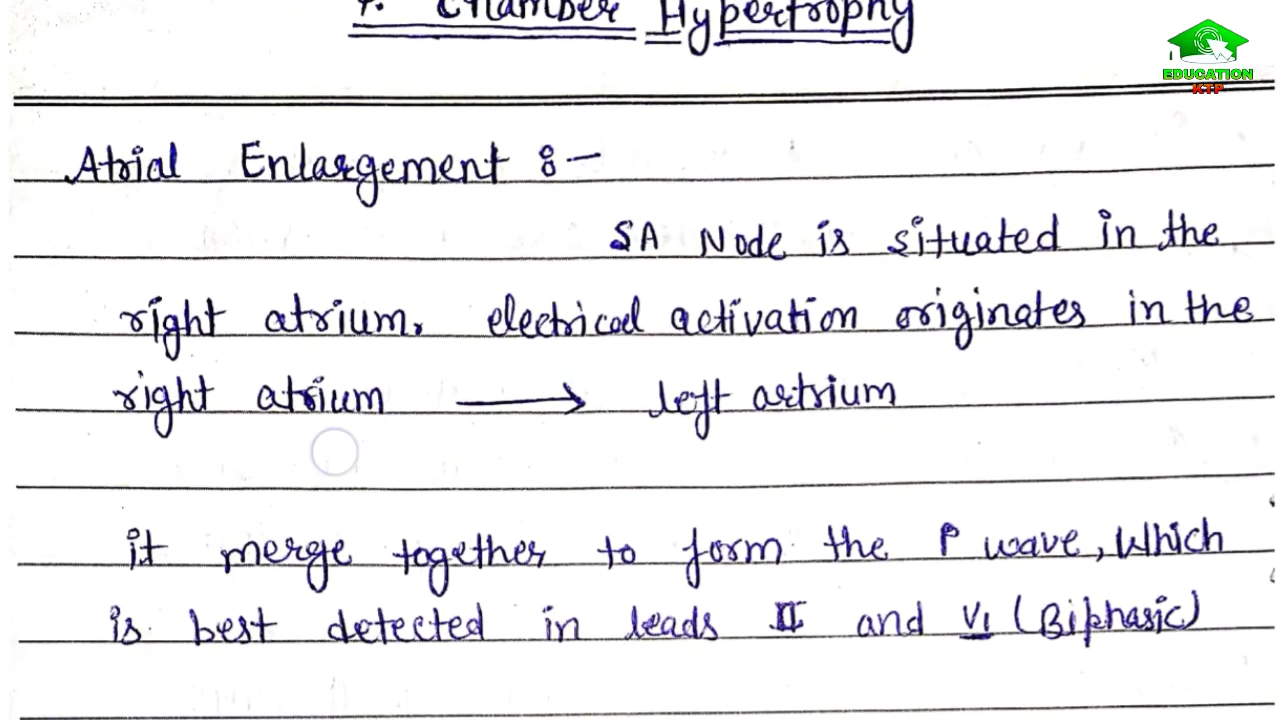 7. Chamber Hypertrophy
EDUCATION
KTP
Atrial Enlargement :-
SA Node is situated in the
right atrium. electrical activation originates in the
right atrium → left artrium
it merge together to form the P wave, Which
is best detected in leads II and V1 (Biphasic)